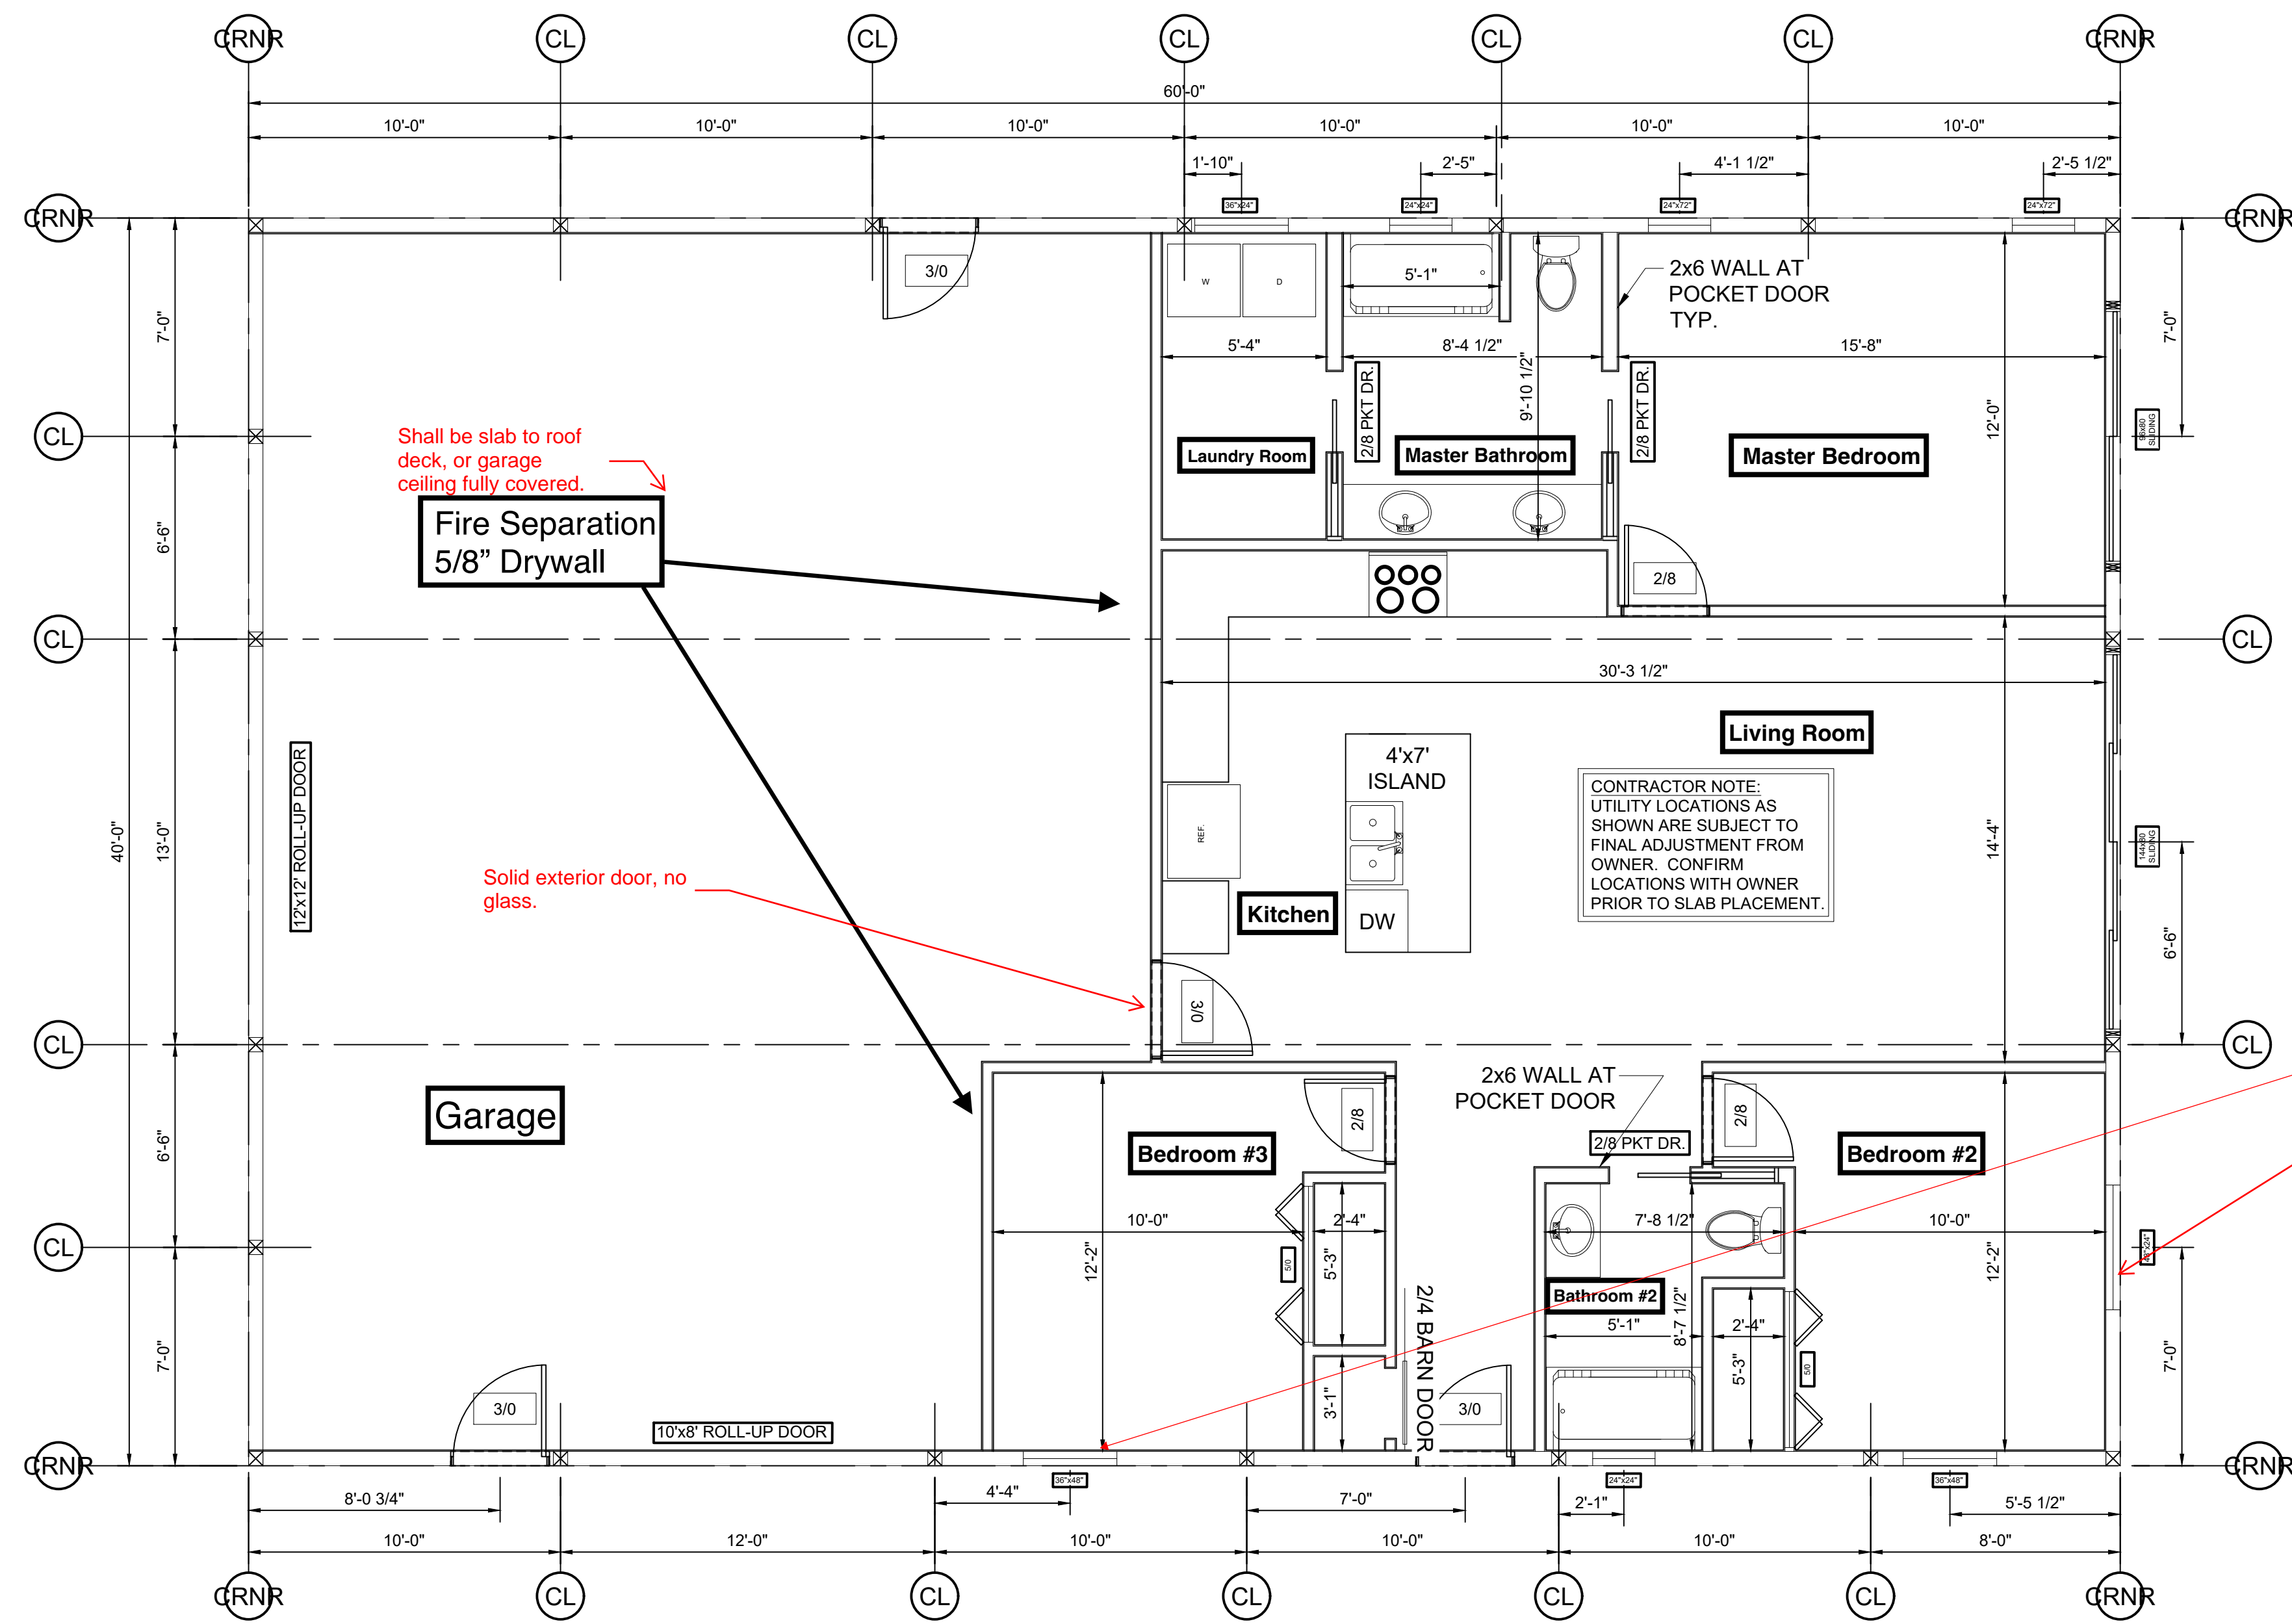 CRNR
CL
CL
CL
CL
CL
CRNR
60'-0"
10'-0"
10'-0"
10'-0"
10'-0"
10'-0"
10'-0"
1'-10"
2'-5"
4'-1 1/2"
2'-5 1/2"
36"x24"
24"x24"
24"x72"
24"x72"
CRNR
CRNR
3/0
W
D
5'-1"
2x6 WALL AT
POCKET DOOR
TYP.
7'-0"
7'-0"
5'-4"
8'-4 1/2"
15'-8"
9'-10 1/2"
2/8 PKT DR.
2/8 PKT DR.
12'-0"
CL
96x80
SLIDING
Shall be slab to roof
deck, or garage
ceiling fully covered.
Laundry Room
Master Bathroom
Master Bedroom
Fire Separation
5/8” Drywall
6'-6"
2/8
CL
CL
30'-3 1/2"
Living Room
12'x12' ROLL-UP DOOR
40'-0"
13'-0"
4'x7'
ISLAND
REF.
CONTRACTOR NOTE:
UTILITY LOCATIONS AS
SHOWN ARE SUBJECT TO
FINAL ADJUSTMENT FROM
OWNER. CONFIRM
LOCATIONS WITH OWNER
PRIOR TO SLAB PLACEMENT.
14'-4"
144x80
SLIDING
Solid exterior door, no
glass.
Kitchen
DW
6'-6"
3/0
CL
CL
2x6 WALL AT
POCKET DOOR
Garage
2/8
2/8
2/8 PKT DR.
Bedroom #3
Bedroom #2
6'-6"
10'-0"
2'-4"
7'-8 1/2"
10'-0"
CL
12'-2"
5/0
5'-3"
12'-2"
Bathroom #2
5'-1"
8'-7 1/2"
2'-4"
2/4 BARN DOOR
7'-0"
5'-3"
5/0
7'-0"
3'-1"
3/0
3/0
10'x8' ROLL-UP DOOR
CRNR
CRNR
36"x48"
24"x24"
36"x48"
8'-0 3/4"
4'-4"
7'-0"
2'-1"
5'-5 1/2"
10'-0"
12'-0"
10'-0"
10'-0"
10'-0"
8'-0"
CRNR
CL
CL
CL
CL
CL
CRNR